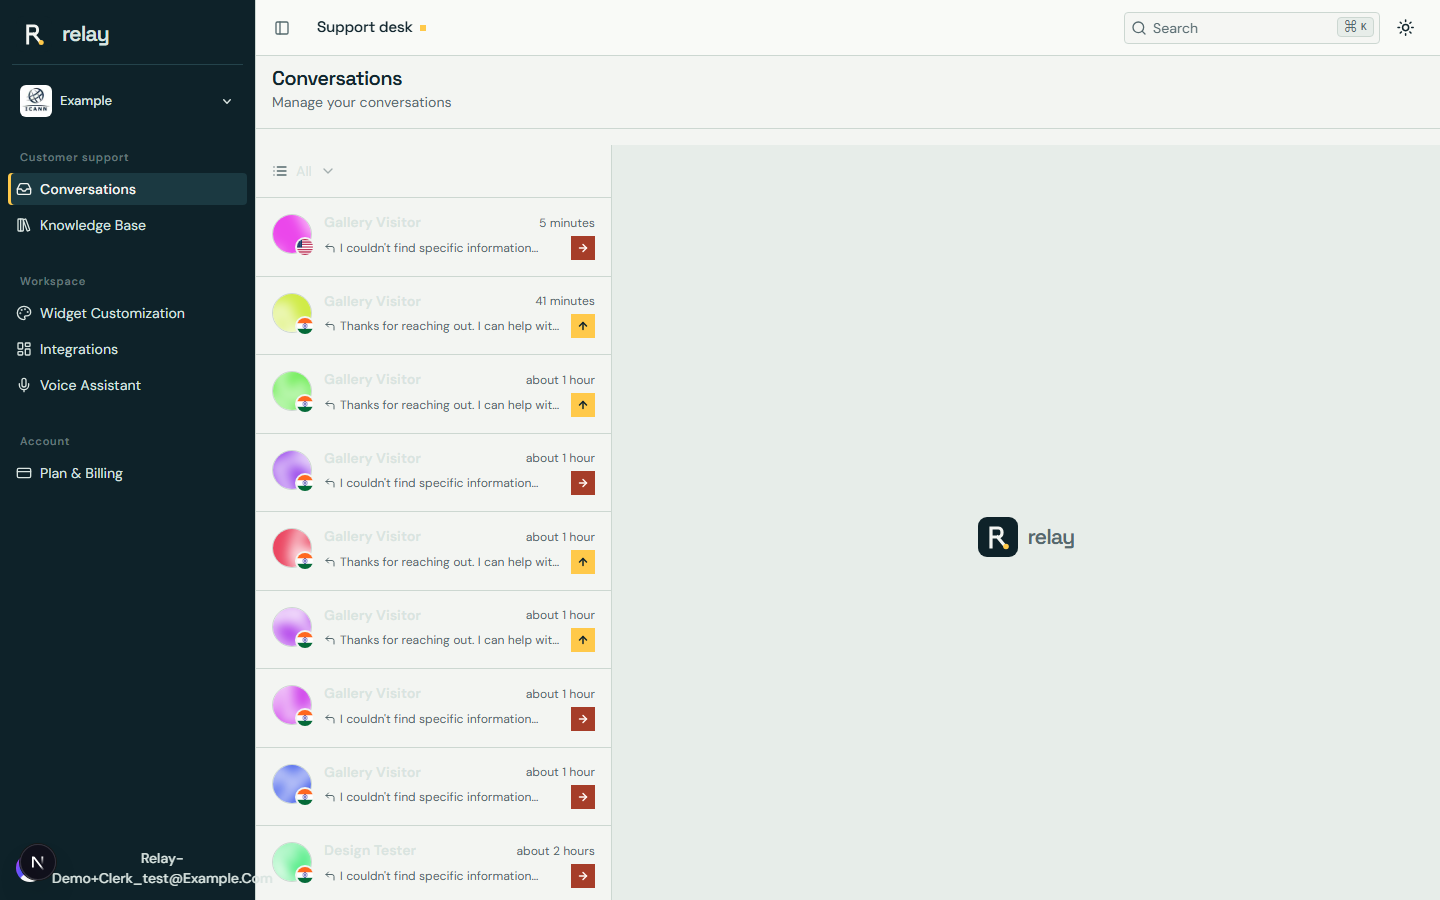 relay
Example
Customer support
Conversations
Knowledge Base
Workspace
Widget Customization
Integrations
Voice Assistant
Account
Plan & Billing
N
Relay-
Demo+Clerk_test@Example.Com
Support desk
Search
⌘ K
Conversations
Manage your conversations
All
Gallery Visitor
5 minutes
I couldn't find specific information...
Gallery Visitor
41 minutes
Thanks for reaching out. I can help wit...
Gallery Visitor
about 1 hour
Thanks for reaching out. I can help wit...
Gallery Visitor
about 1 hour
I couldn't find specific information...
Gallery Visitor
about 1 hour
Thanks for reaching out. I can help wit...
Gallery Visitor
about 1 hour
Thanks for reaching out. I can help wit...
Gallery Visitor
about 1 hour
I couldn't find specific information...
Gallery Visitor
about 1 hour
I couldn't find specific information...
Design Tester
about 2 hours
I couldn't find specific information...
R relay